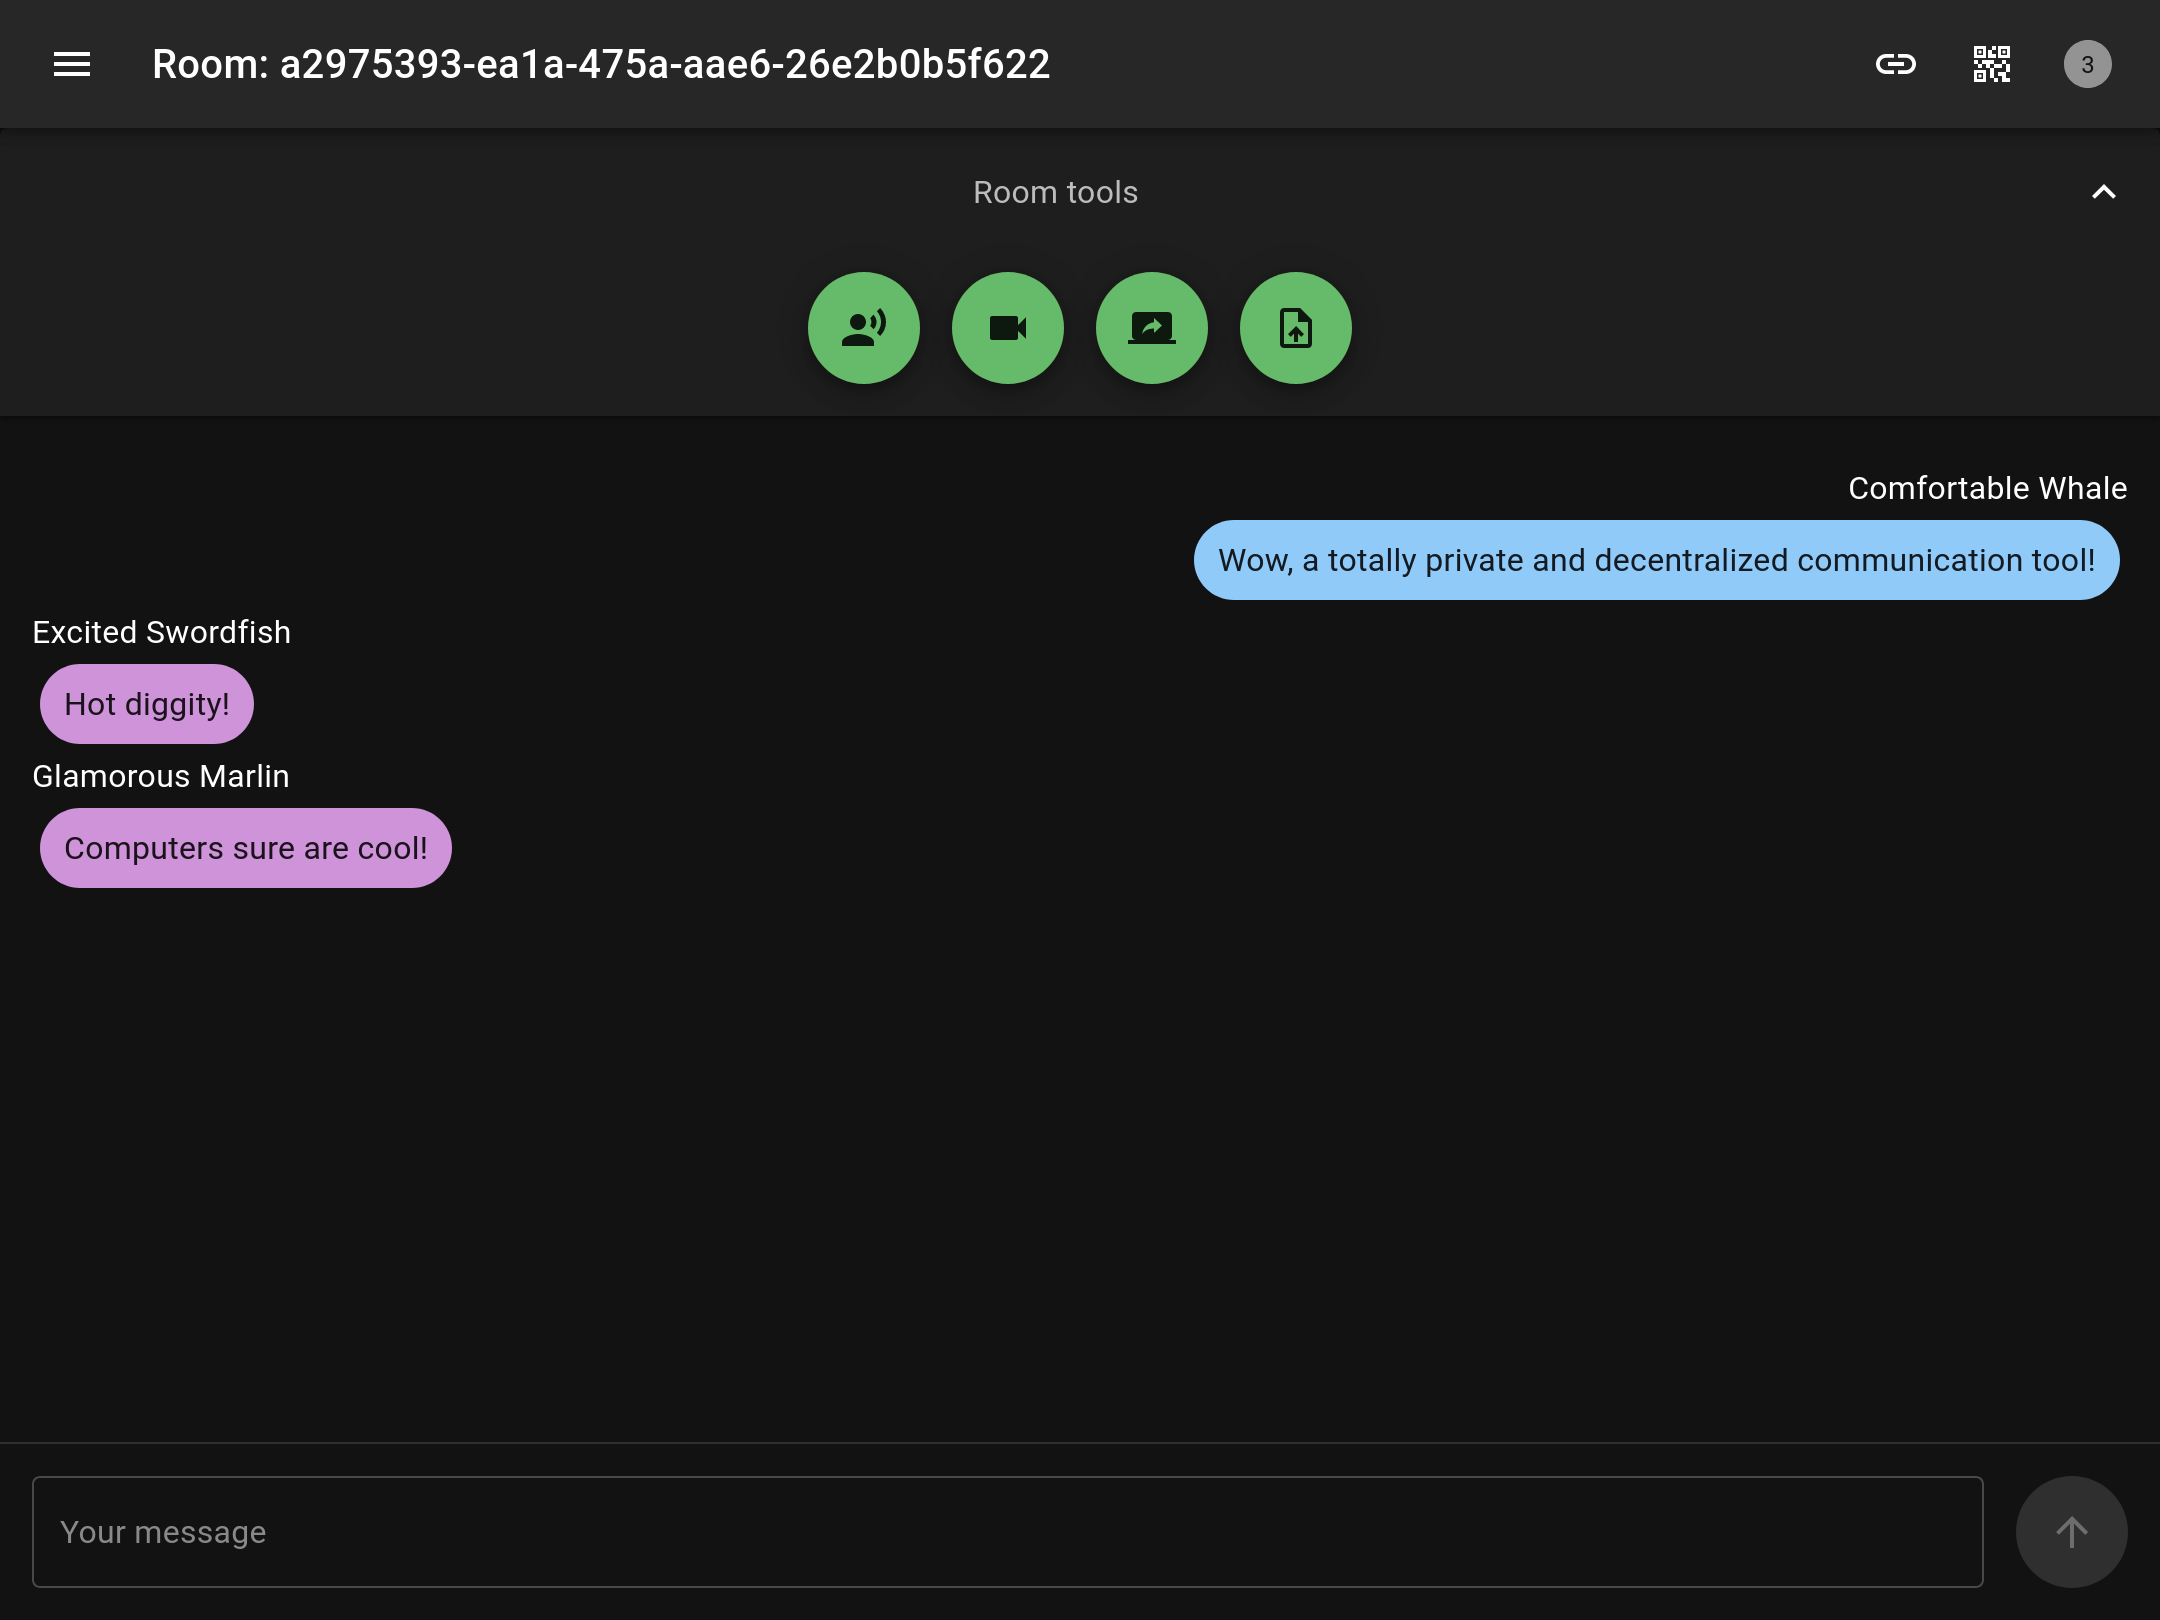 Room: a2975393-ea1a-475a-aae6-26e2b0b5f622
3
Room tools
Comfortable Whale
Wow, a totally private and decentralized communication tool!
Excited Swordfish
Hot diggity!
Glamorous Marlin
Computers sure are cool!
Your message